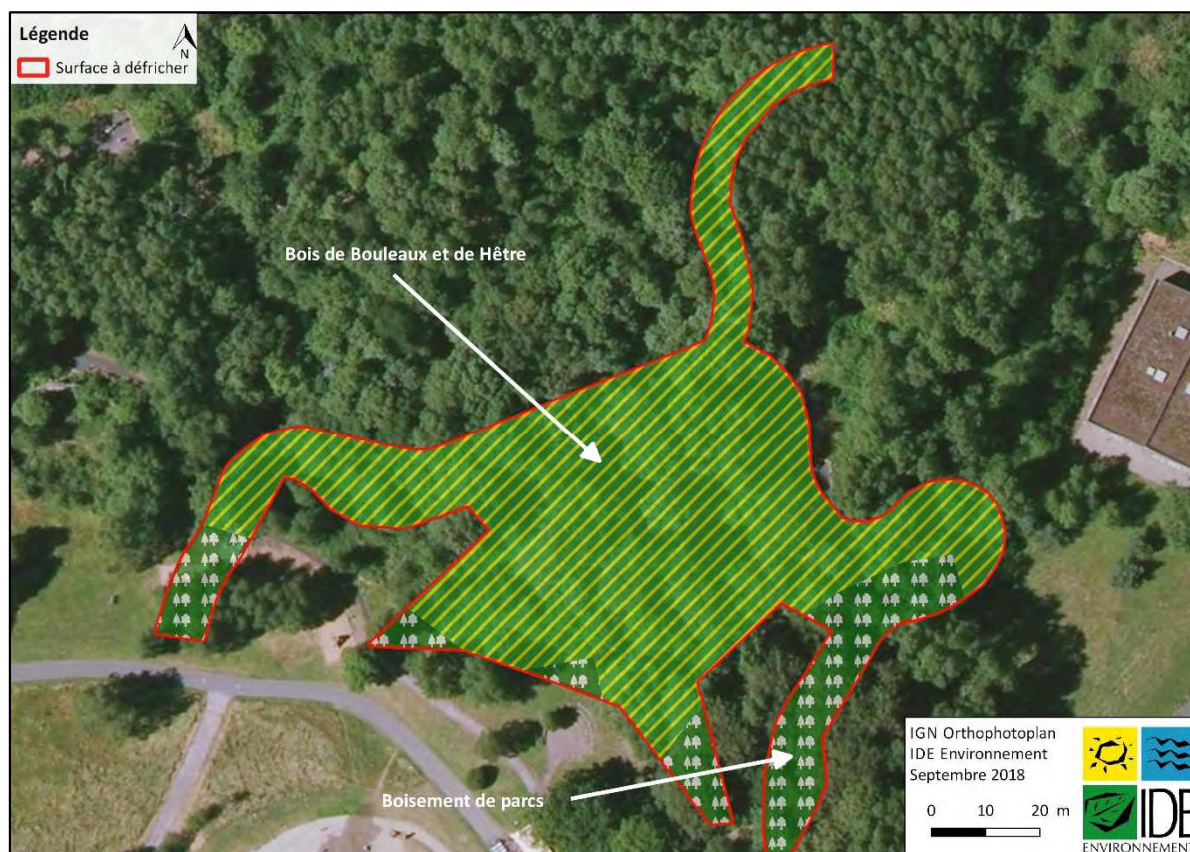 Légende
N
Surface à défricher
Bois de Bouleaux et de Hêtre
Boisement de parcs
IGN Orthophotoplan
IDE Environnement
Septembre 2018
0 10 20 m
IDE
ENVIRONNEMENT